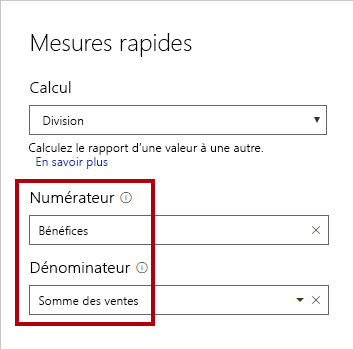 Mesures rapides
Calcul
Division
Calculez le rapport d'une valeur à une autre.
En savoir plus
Numérateur
Bénéfices
Dénominateur
Somme des ventes